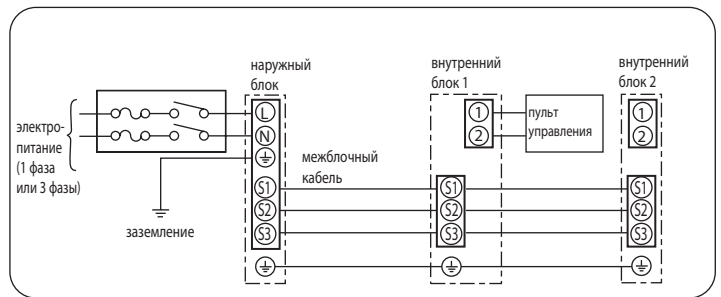 наружный
блок
внутренний
блок 1
внутренний
блок 2
электро-
питание
(1 фаза
или 3 фазы)
L
N
S1
S2
S3
заземление
межблочный
кабель
1
2
S1
S2
S3
пульт
управления
1
2
S1
S2
S3